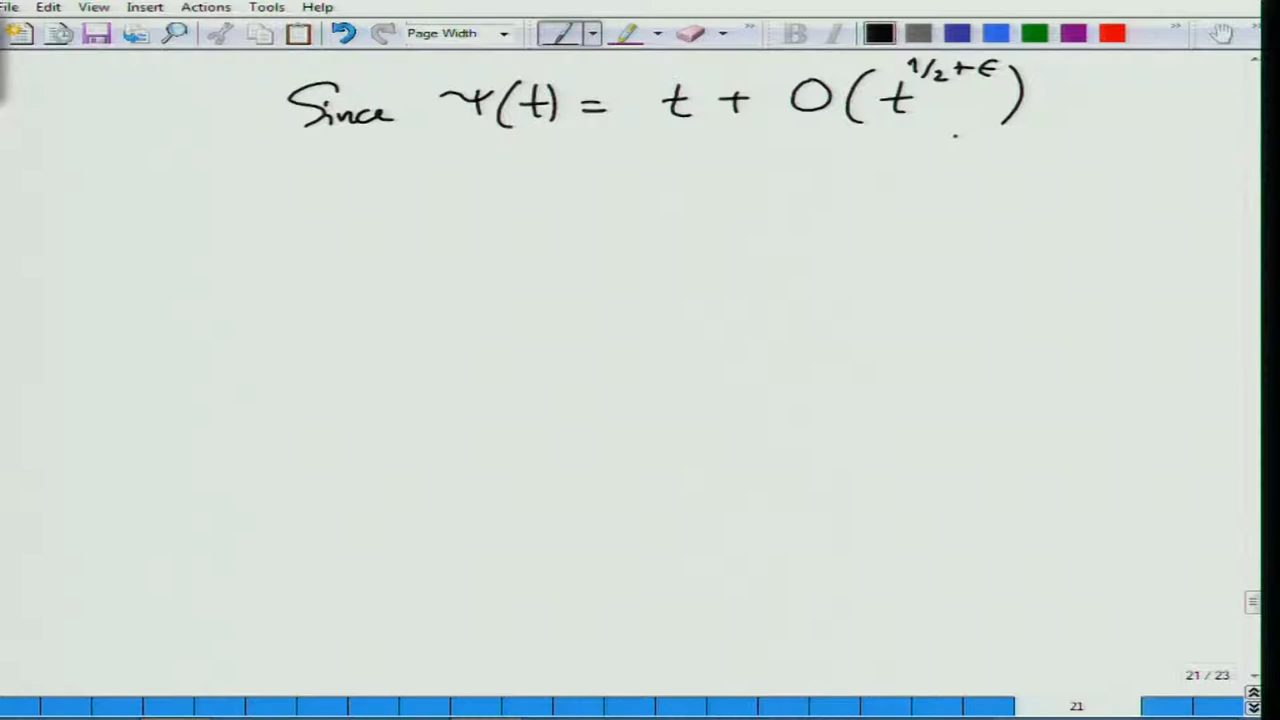 File Edit View Insert Actions Tools Help
Page Width
Since ψ(t) = t + O(t^{1/2+ε})
21 / 23
21